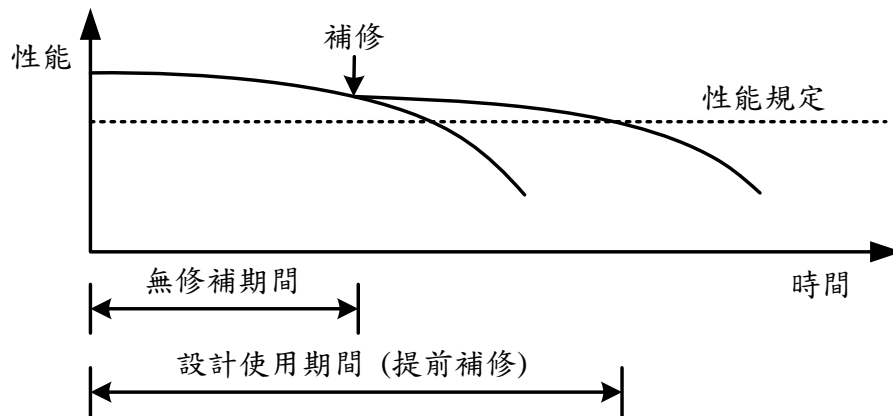 補修
性能
性能規定
時間
無修補期間
設計使用期間 (提前補修)